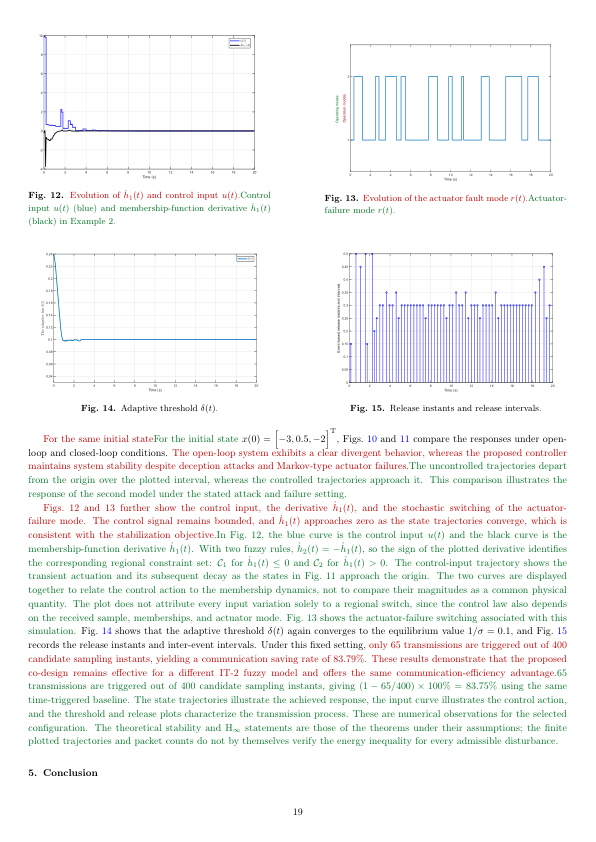 Fig. 12. Evolution of ḣ₁(t) and control input u(t).Control
input u(t) (blue) and membership-function derivative ḣ₁(t)
(black) in Example 2.
Fig. 13. Evolution of the actuator fault mode r(t).Actuator-
failure mode r(t).
Fig. 14. Adaptive threshold δ(t).
Fig. 15. Release instants and release intervals.
For the same initial stateFor the initial state x(0) = [−3, 0.5, −2]ᵀ, Figs. 10 and 11 compare the responses under open-
loop and closed-loop conditions. The open-loop system exhibits a clear divergent behavior, whereas the proposed controller
maintains system stability despite deception attacks and Markov-type actuator failures.The uncontrolled trajectories depart
from the origin over the plotted interval, whereas the controlled trajectories approach it. This comparison illustrates the
response of the second model under the stated attack and failure setting.
Figs. 12 and 13 further show the control input, the derivative ḣ₁(t), and the stochastic switching of the actuator-
failure mode. The control signal remains bounded, and ḣ₁(t) approaches zero as the state trajectories converge, which is
consistent with the stabilization objective.In Fig. 12, the blue curve is the control input u(t) and the black curve is the
membership-function derivative ḣ₁(t). With two fuzzy rules, ḣ₂(t) = −ḣ₁(t), so the sign of the plotted derivative identifies
the corresponding regional constraint set: C₁ for ḣ₁(t) ≤ 0 and C₂ for ḣ₁(t) > 0. The control-input trajectory shows the
transient actuation and its subsequent decay as the states in Fig. 11 approach the origin. The two curves are displayed
together to relate the control action to the membership dynamics, not to compare their magnitudes as a common physical
quantity. The plot does not attribute every input variation solely to a regional switch, since the control law also depends
on the received sample, memberships, and actuator mode. Fig. 13 shows the actuator-failure switching associated with this
simulation. Fig. 14 shows that the adaptive threshold δ(t) again converges to the equilibrium value 1/σ = 0.1, and Fig. 15
records the release instants and inter-event intervals. Under this fixed setting, only 65 transmissions are triggered out of 400
candidate sampling instants, yielding a communication saving rate of 83.79%. These results demonstrate that the proposed
co-design remains effective for a different IT-2 fuzzy model and offers the same communication-efficiency advantage.65
transmissions are triggered out of 400 candidate sampling instants, giving (1 − 65/400) × 100% = 83.75% using the same
time-triggered baseline. The state trajectories illustrate the achieved response, the input curve illustrates the control action,
and the threshold and release plots characterize the transmission process. These are numerical observations for the selected
configuration. The theoretical stability and H∞ statements are those of the theorems under their assumptions; the finite
plotted trajectories and packet counts do not by themselves verify the energy inequality for every admissible disturbance.
5. Conclusion
19